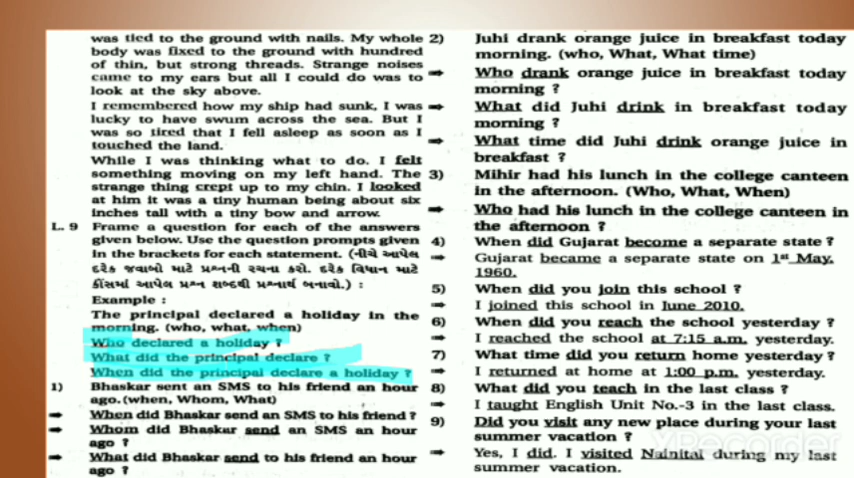 was tied to the ground with nails. My whole
body was fixed to the ground with hundred
of thin, but strong threads. Strange noises
came to my ears but all I could do was to
look at the sky above.
I remembered how my ship had sunk, I was
lucky to have swum across the sea. But I
was so tired that I fell asleep as soon as I
touched the land.
While I was thinking what to do. I felt
something moving on my left hand. The
strange thing crept up to my chin. I looked
at him it was a tiny human being about six
inches tall with a tiny bow and arrow.
L. 9 Frame a question for each of the answers
given below. Use the question prompts given
in the brackets for each statement. (નીચે આપેલ
દરેક જવાબો માટે પ્રશ્નની રચના કરો. દરેક વિધાન માટે
કૌંસમાં આપેલ પ્રશ્ન શબ્દથી પ્રશ્નાર્થ બનાવો.) :
Example :
The principal declared a holiday in the
morning. (who, what, when)
Who declared a holiday ?
What did the principal declare ?
When did the principal declare a holiday ?
1) Bhaskar sent an SMS to his friend an hour
ago.(when, Whom, What)
➡ When did Bhaskar send an SMS to his friend ?
➡ Whom did Bhaskar send an SMS an hour
ago ?
➡ What did Bhaskar send to his friend an hour
ago ?
2) Juhi drank orange juice in breakfast today
morning. (who, What, What time)
➡ Who drank orange juice in breakfast today
morning ?
➡ What did Juhi drink in breakfast today
morning ?
➡ What time did Juhi drink orange juice in
breakfast ?
3) Mihir had his lunch in the college canteen
in the afternoon. (Who, What, When)
➡ Who had his lunch in the college canteen in
the afternoon ?
4) When did Gujarat become a separate state ?
➡ Gujarat became a separate state on 1st May,
1960.
5) When did you join this school ?
➡ I joined this school in June 2010.
6) When did you reach the school yesterday ?
➡ I reached the school at 7:15 a.m. yesterday.
7) What time did you return home yesterday ?
➡ I returned at home at 1:00 p.m. yesterday.
8) What did you teach in the last class ?
➡ I taught English Unit No.-3 in the last class.
9) Did you visit any new place during your last
summer vacation ?
➡ Yes, I did. I visited Nainital during my last
summer vacation.
XRecorder